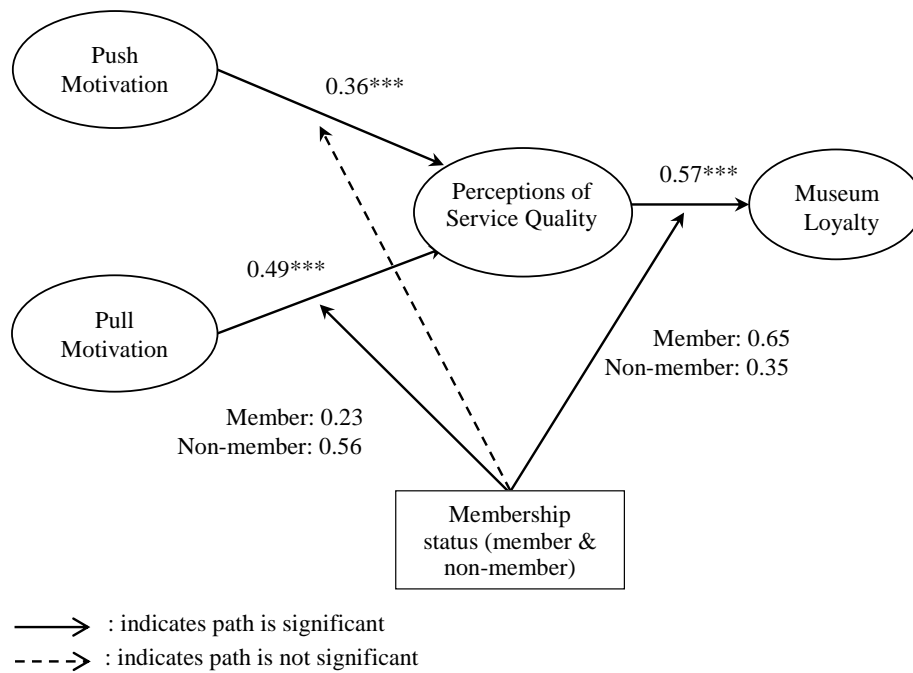 Push
Motivation
0.36***
Perceptions of
Service Quality
0.57***
Museum
Loyalty
0.49***
Pull
Motivation
Member: 0.65
Non-member: 0.35
Member: 0.23
Non-member: 0.56
Membership
status (member &
non-member)
: indicates path is significant
: indicates path is not significant